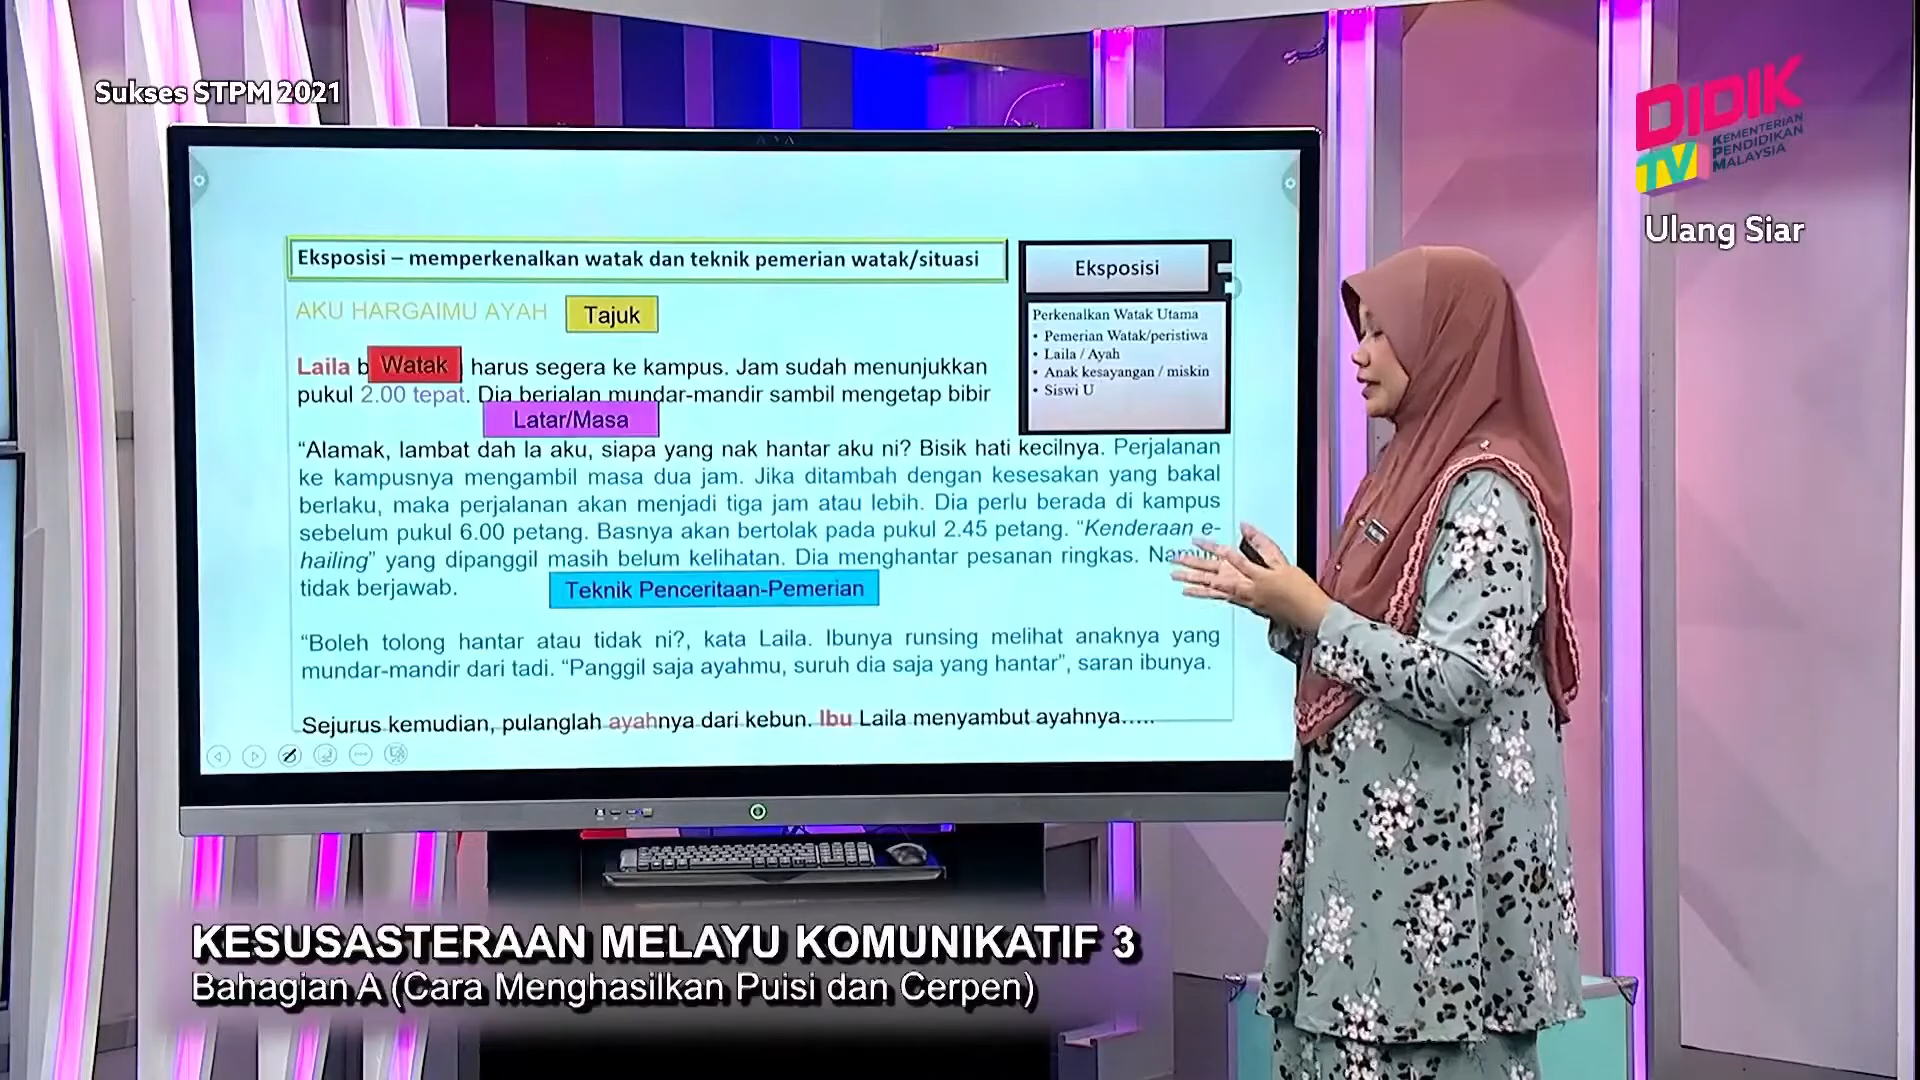 Sukses STPM 2021
DIDIK
TV
KEMENTERIAN
PENDIDIKAN
MALAYSIA
Ulang Siar
Eksposisi – memperkenalkan watak dan teknik pemerian watak/situasi
AKU HARGAIMU AYAH Tajuk
Laila b Watak harus segera ke kampus. Jam sudah menunjukkan
pukul 2.00 tepat. Dia berjalan mundar-mandir sambil mengetap bibir
Latar/Masa
Eksposisi
Perkenalkan Watak Utama
• Pemerian Watak/peristiwa
• Laila / Ayah
• Anak kesayangan / miskin
• Siswi U
“Alamak, lambat dah la aku, siapa yang nak hantar aku ni? Bisik hati kecilnya. Perjalanan
ke kampusnya mengambil masa dua jam. Jika ditambah dengan kesesakan yang bakal
berlaku, maka perjalanan akan menjadi tiga jam atau lebih. Dia perlu berada di kampus
sebelum pukul 6.00 petang. Basnya akan bertolak pada pukul 2.45 petang. “Kenderaan e-
hailing” yang dipanggil masih belum kelihatan. Dia menghantar pesanan ringkas. Namun
tidak berjawab.
Teknik Penceritaan-Pemerian
“Boleh tolong hantar atau tidak ni?, kata Laila. Ibunya runsing melihat anaknya yang
mundar-mandir dari tadi. “Panggil saja ayahmu, suruh dia saja yang hantar”, saran ibunya.
Sejurus kemudian, pulanglah ayahnya dari kebun. Ibu Laila menyambut ayahnya.....
KESUSASTERAAN MELAYU KOMUNIKATIF 3
Bahagian A (Cara Menghasilkan Puisi dan Cerpen)